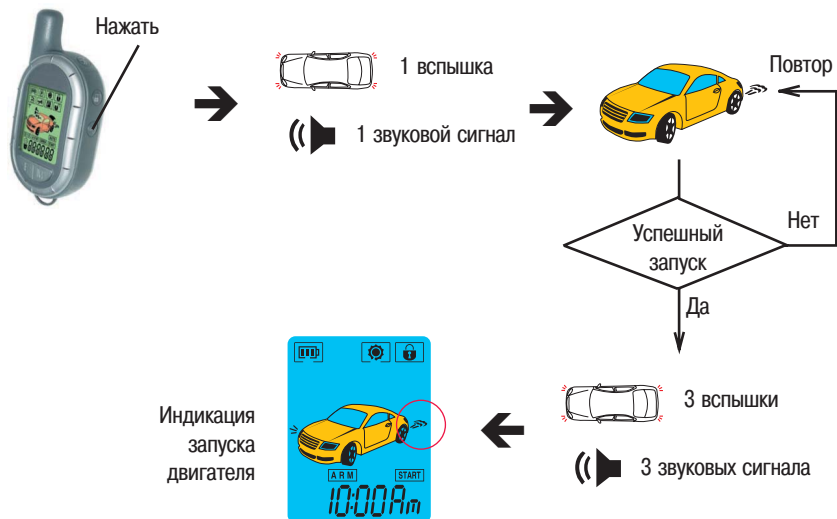 Нажать
1 вспышка
1 звуковой сигнал
Повтор
Успешный
запуск
Нет
Да
3 вспышки
3 звуковых сигнала
Индикация
запуска
двигателя
ARM
START
10:00Am